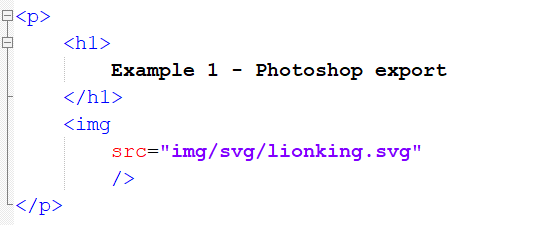 <p>
<h1>
Example 1 - Photoshop export
</h1>
<img
src="img/svg/lionking.svg"
/>
</p>